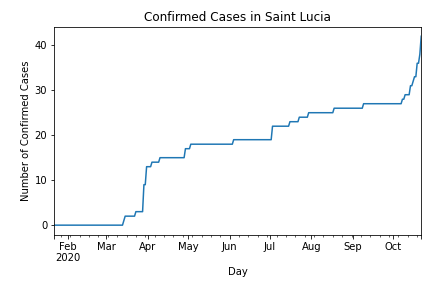 Confirmed Cases in Saint Lucia
Number of Confirmed Cases
40
30
20
10
0
Feb Mar Apr May Jun Jul Aug Sep Oct
2020
Day